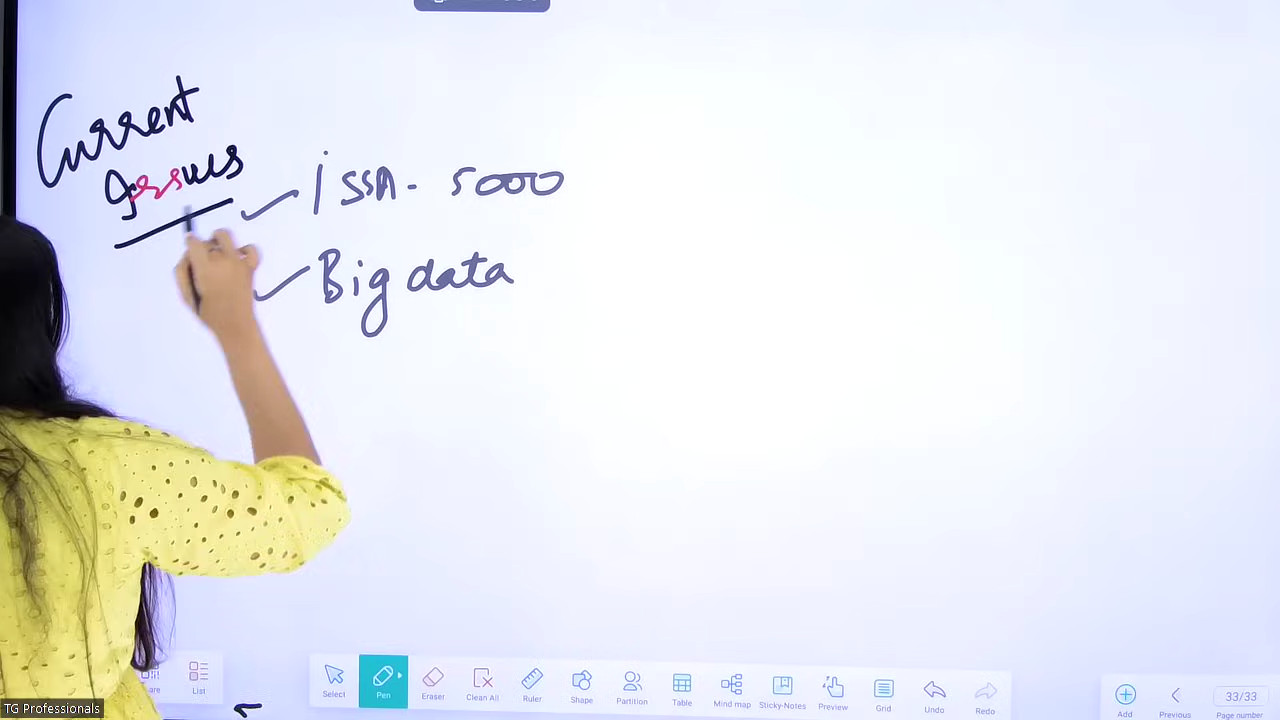 Current
Issues
ISSA - 5000
Big data
are
List
Select
Pen
Eraser
Clean All
Ruler
Shape
Partition
Table
Mind map
Sticky-Notes
Preview
Grid
Undo
Redo
Add
Previous
33/33
Page number
TG Professionals